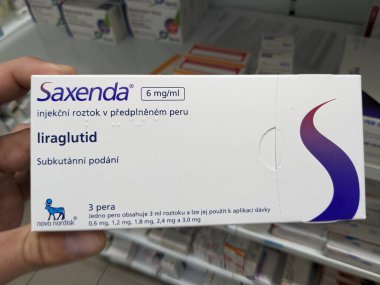 Saxenda® 6 mg/ml
injekční roztok v předplněném peru
liraglutid
Subkutánní podání
3 pera
Jedno pero obsahuje 3 ml roztoku a lze jej použít k aplikaci dávky
0,6 mg, 1,2 mg, 1,8 mg, 2,4 mg a 3,0 mg
novo nordisk®